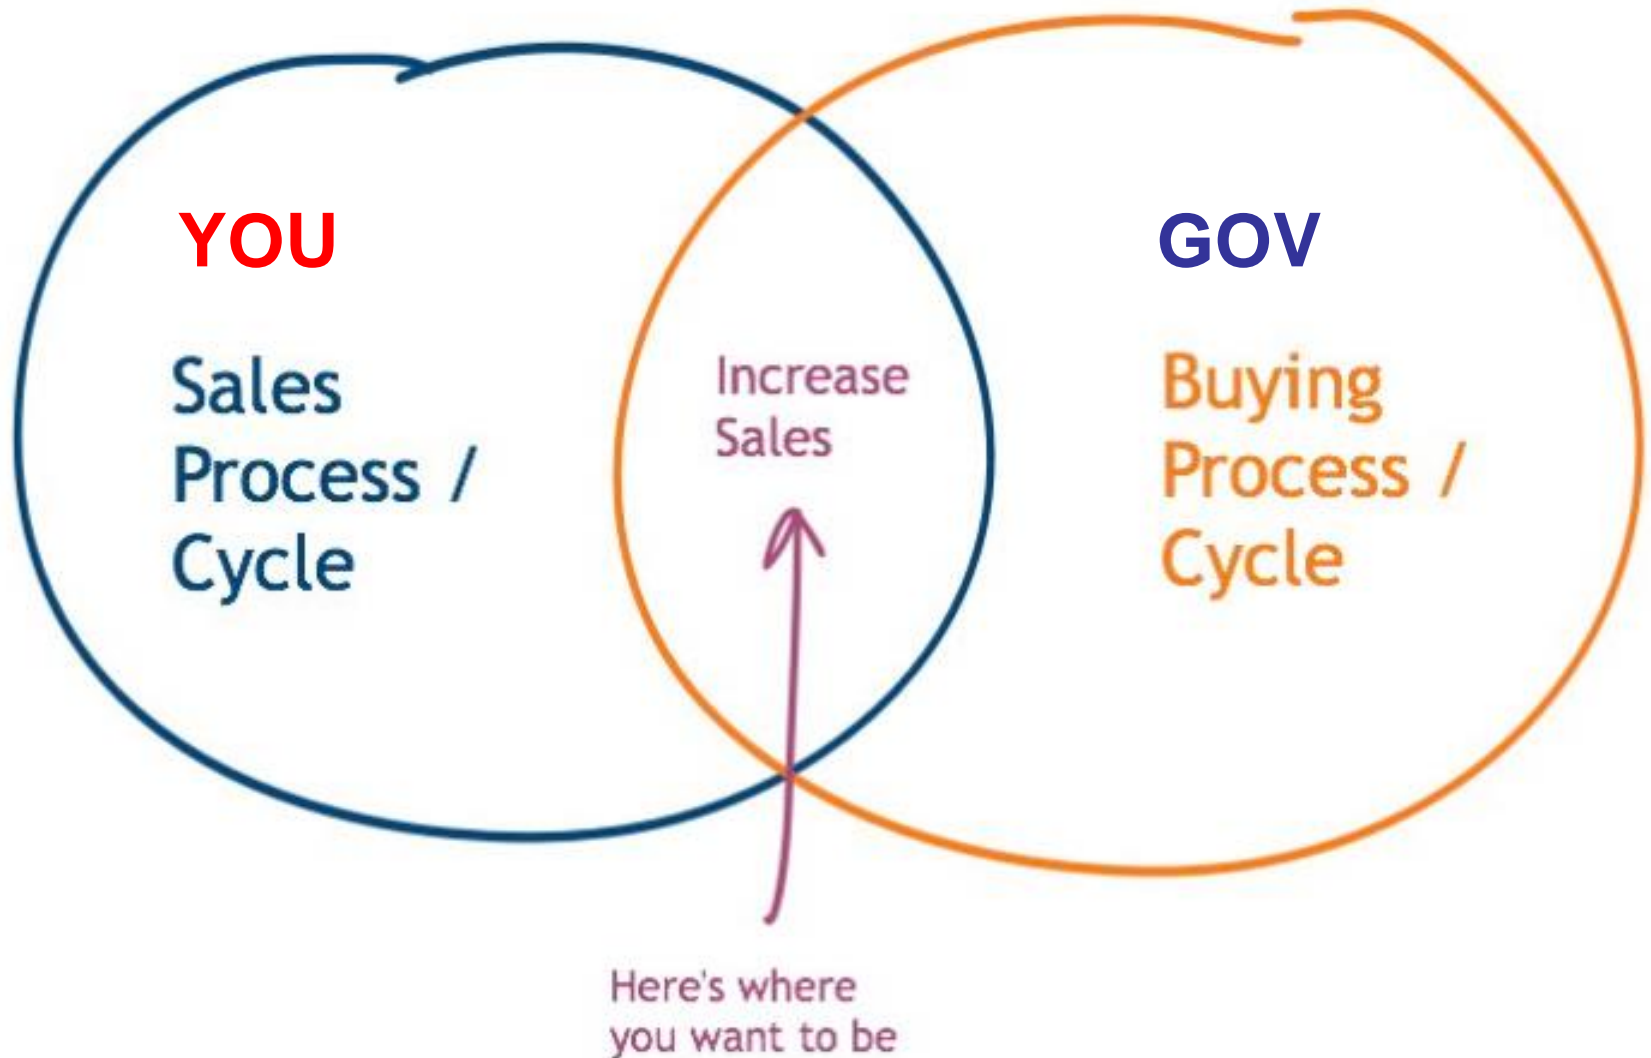 YOU
Sales
Process /
Cycle
Increase
Sales
GOV
Buying
Process /
Cycle
Here's where
you want to be